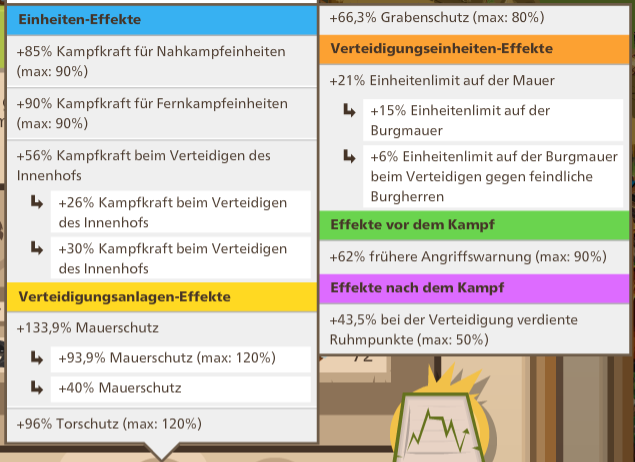 Einheiten-Effekte
+85% Kampfkraft für Nahkampfeinheiten
(max: 90%)
+90% Kampfkraft für Fernkampfeinheiten
(max: 90%)
+56% Kampfkraft beim Verteidigen des
Innenhofs
+26% Kampfkraft beim Verteidigen
des Innenhofs
+30% Kampfkraft beim Verteidigen
des Innenhofs
Verteidigungsanlagen-Effekte
+133,9% Mauerschutz
+93,9% Mauerschutz (max: 120%)
+40% Mauerschutz
+96% Torschutz (max: 120%)
+66,3% Grabenschutz (max: 80%)
Verteidigungseinheiten-Effekte
+21% Einheitenlimit auf der Mauer
+15% Einheitenlimit auf der
Burgmauer
+6% Einheitenlimit auf der Burgmauer
beim Verteidigen gegen feindliche
Burgherren
Effekte vor dem Kampf
+62% frühere Angriffswarnung (max: 90%)
Effekte nach dem Kampf
+43,5% bei der Verteidigung verdiente
Ruhmpunkte (max: 50%)